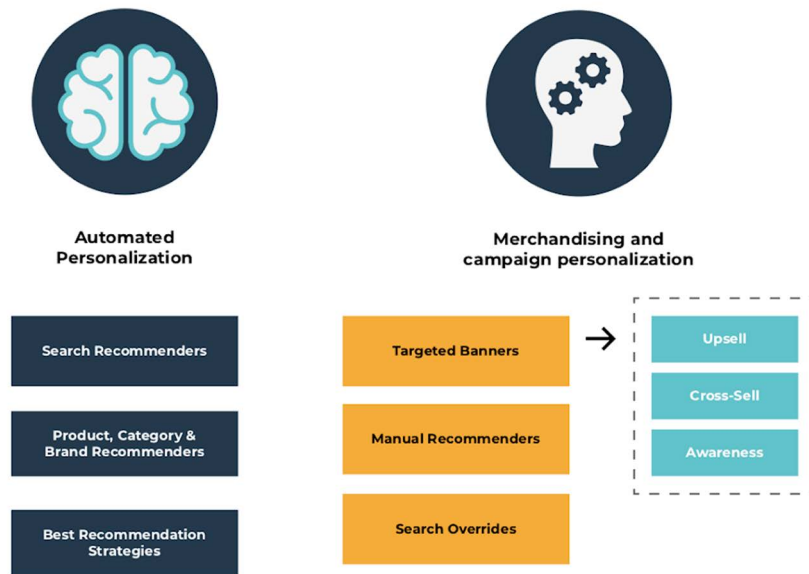 Automated
Personalization
Merchandising and
campaign personalization
Search Recommenders
Product, Category &
Brand Recommenders
Best Recommendation
Strategies
Targeted Banners
Manual Recommenders
Search Overrides
Upsell
Cross-Sell
Awareness